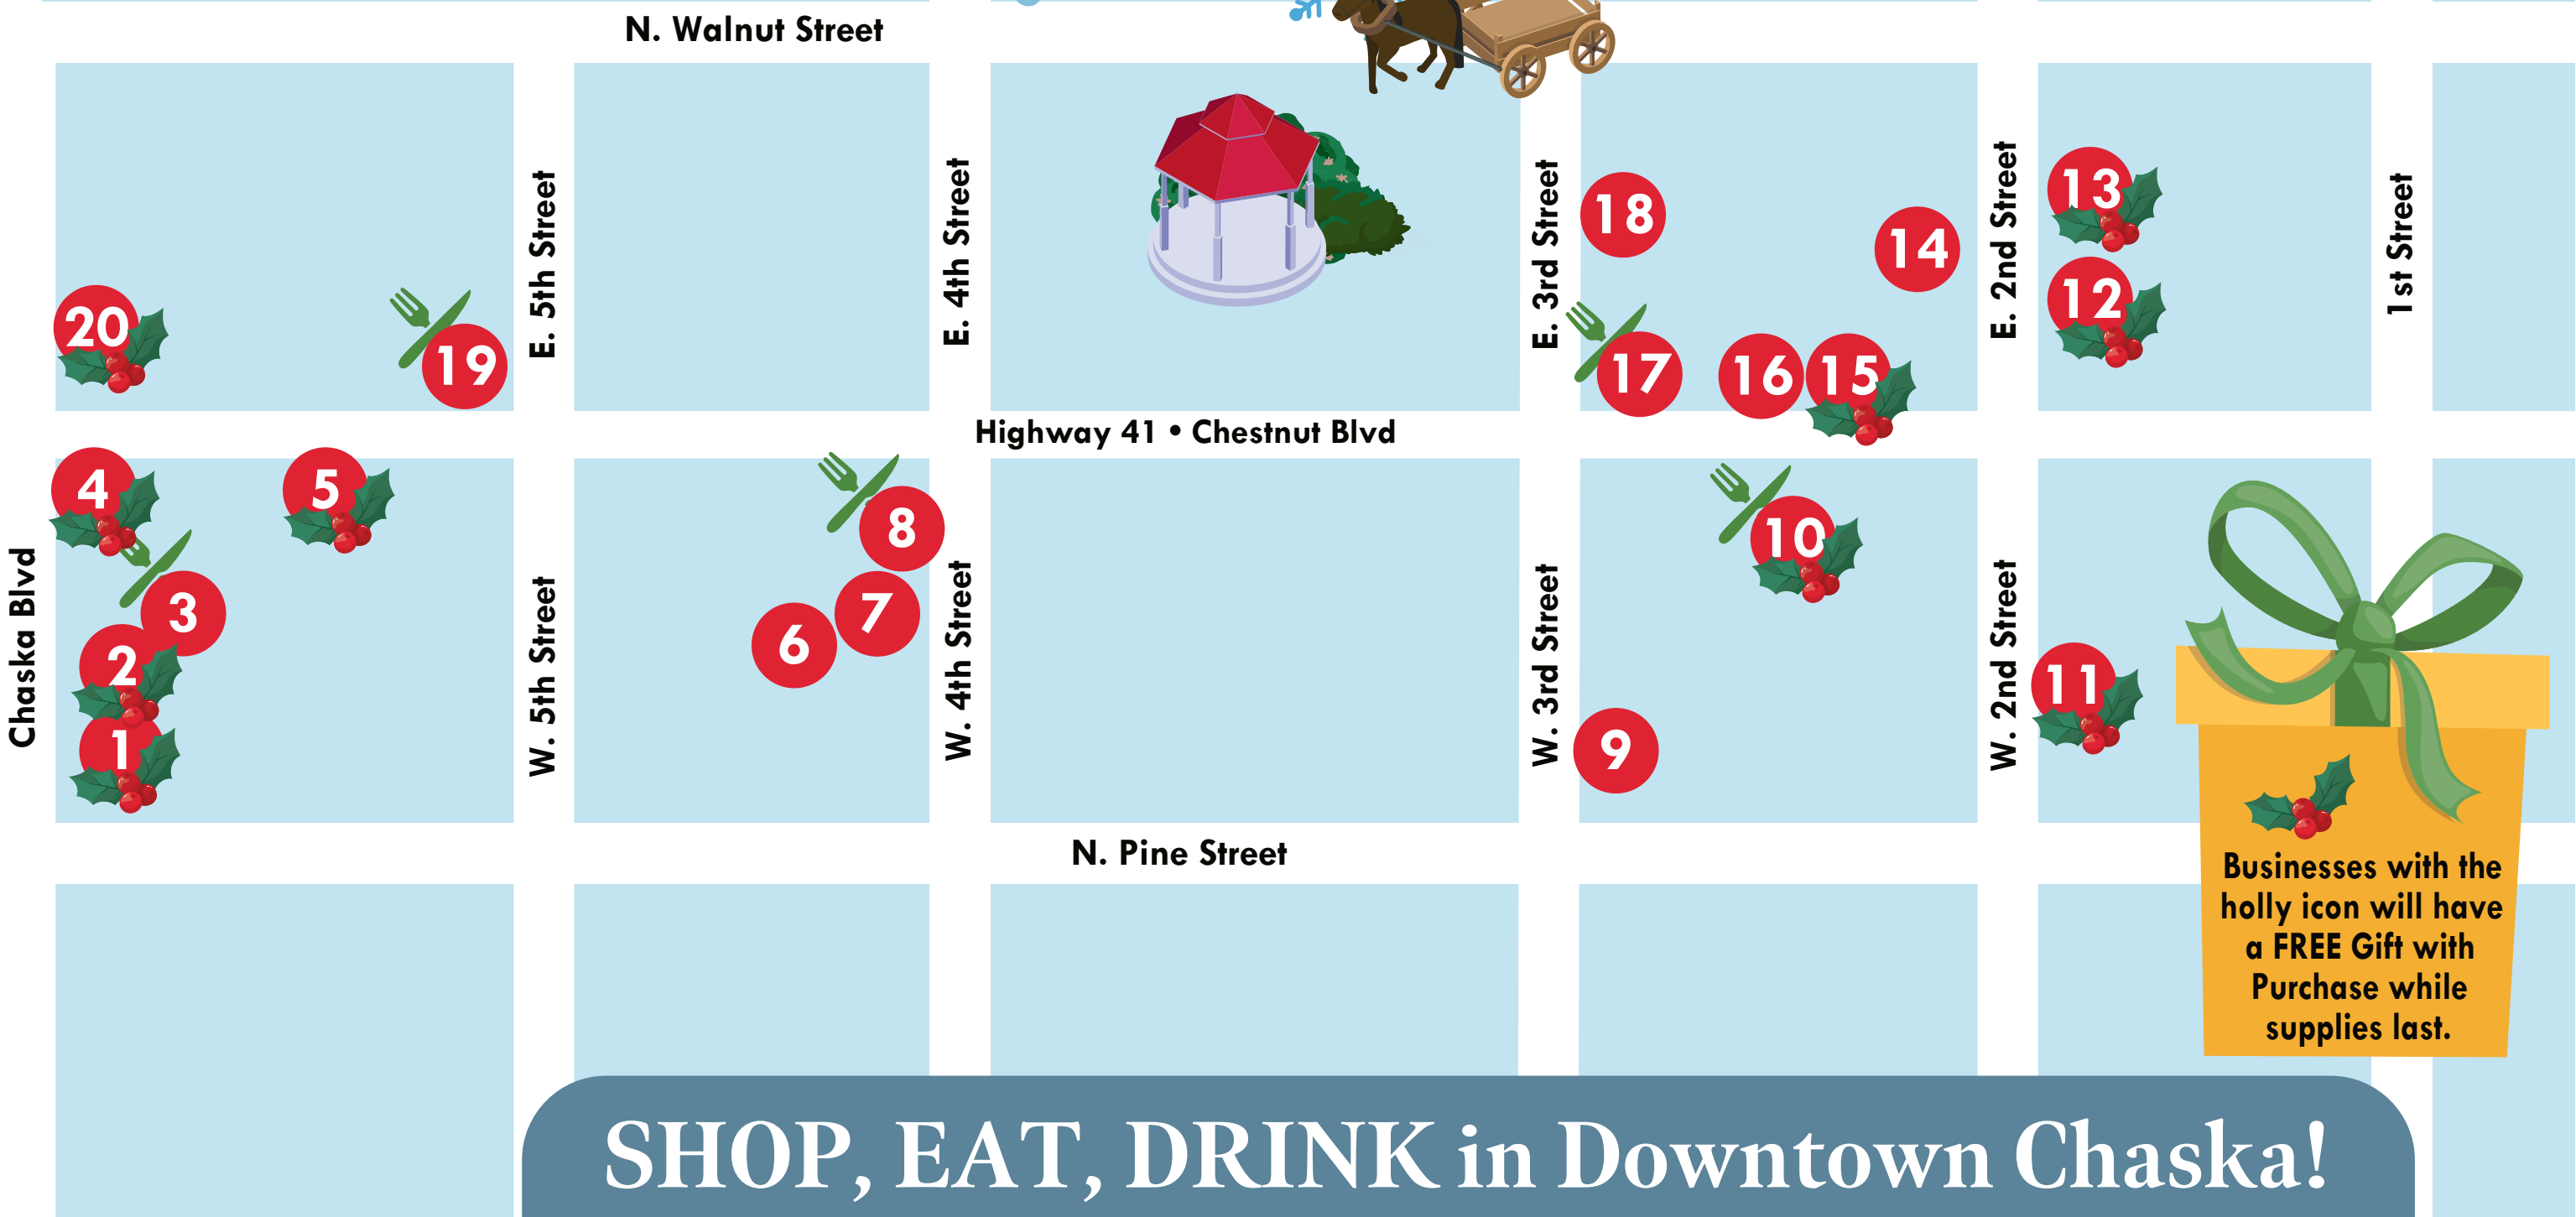 N. Walnut Street
E. 5th Street
E. 4th Street
E. 3rd Street
E. 2nd Street
1st Street
13
18
14
12
20
19
17
16
15
Highway 41 • Chestnut Blvd
4
5
8
10
3
7
6
2
11
1
9
Chaska Blvd
W. 5th Street
W. 4th Street
W. 3rd Street
W. 2nd Street
N. Pine Street
Businesses with the
holly icon will have
a FREE Gift with
Purchase while
supplies last.
SHOP, EAT, DRINK in Downtown Chaska!